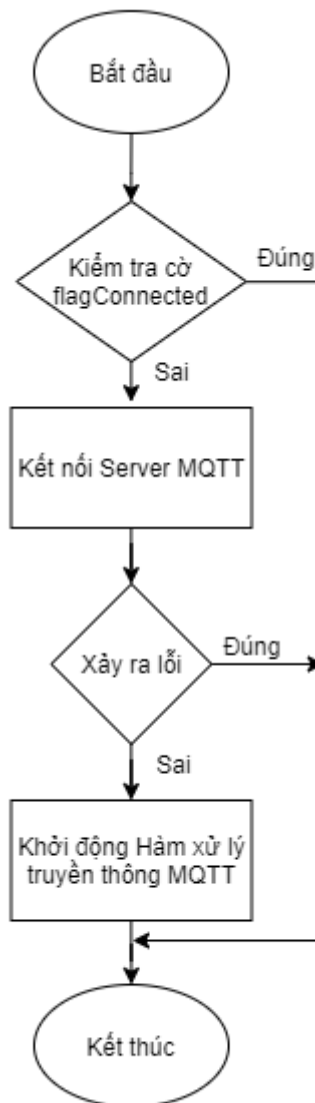 Bắt đầu
Kiểm tra cờ
flagConnected
Đúng
Sai
Kết nối Server MQTT
Xảy ra lỗi
Đúng
Sai
Khởi động Hàm xử lý
truyền thông MQTT
Kết thúc